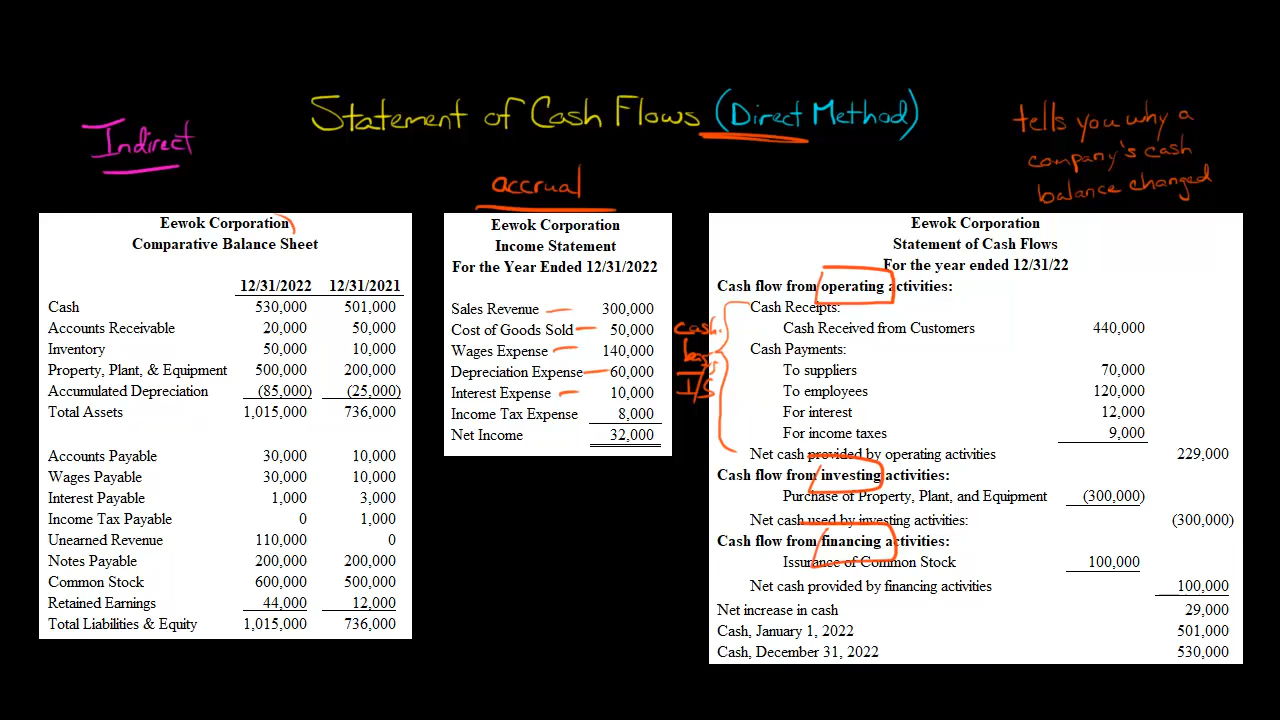 Statement of Cash Flows (Direct Method)
Indirect
accrual
tells you why a
company's cash
balance changed
Eewok Corporation
Comparative Balance Sheet
12/31/2022 12/31/2021
Cash 530,000 501,000
Accounts Receivable 20,000 50,000
Inventory 50,000 10,000
Property, Plant, & Equipment 500,000 200,000
Accumulated Depreciation (85,000) (25,000)
Total Assets 1,015,000 736,000
Accounts Payable 30,000 10,000
Wages Payable 30,000 10,000
Interest Payable 1,000 3,000
Income Tax Payable 0 1,000
Unearned Revenue 110,000 0
Notes Payable 200,000 200,000
Common Stock 600,000 500,000
Retained Earnings 44,000 12,000
Total Liabilities & Equity 1,015,000 736,000
Eewok Corporation
Income Statement
For the Year Ended 12/31/2022
Sales Revenue 300,000
Cost of Goods Sold 50,000
Wages Expense 140,000
Depreciation Expense 60,000
Interest Expense 10,000
Income Tax Expense 8,000
Net Income 32,000
cash
I/S
Eewok Corporation
Statement of Cash Flows
For the year ended 12/31/22
Cash flow from operating activities:
Cash Receipts:
Cash Received from Customers 440,000
Cash Payments:
To suppliers 70,000
To employees 120,000
For interest 12,000
For income taxes 9,000
Net cash provided by operating activities 229,000
Cash flow from investing activities:
Purchase of Property, Plant, and Equipment (300,000)
Net cash used by investing activities: (300,000)
Cash flow from financing activities:
Issurance of Common Stock 100,000
Net cash provided by financing activities 100,000
Net increase in cash 29,000
Cash, January 1, 2022 501,000
Cash, December 31, 2022 530,000